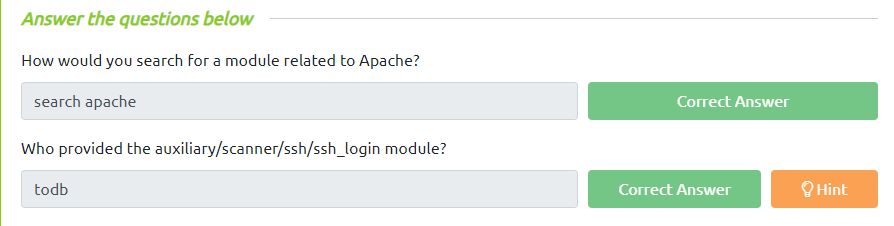 Answer the questions below
How would you search for a module related to Apache?
search apache
Correct Answer
Who provided the auxiliary/scanner/ssh/ssh_login module?
todb
Correct Answer
Hint